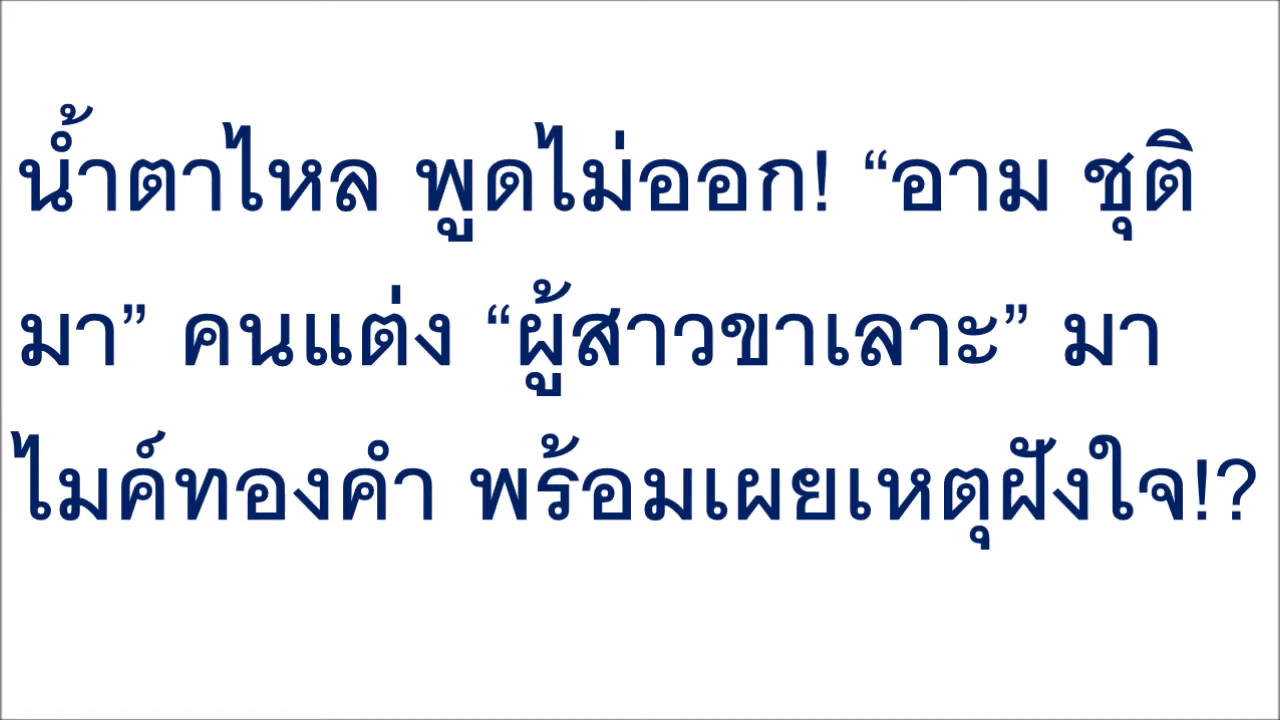 น้ำตาไหล พูดไม่ออก! “อาม ชุติ
มา” คนแต่ง “ผู้สาวขาเลาะ” มา
ไมค์ทองคำ พร้อมเผยเหตุฝังใจ!?